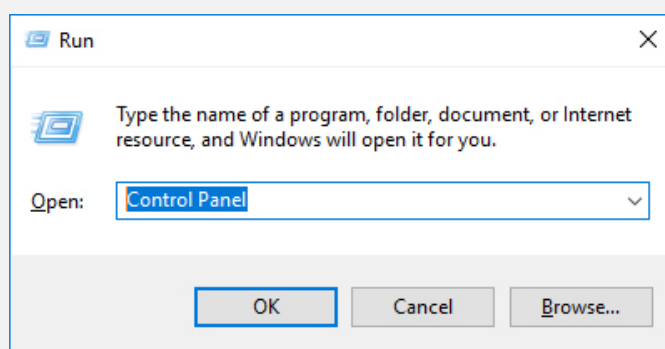 Run
Type the name of a program, folder, document, or Internet
resource, and Windows will open it for you.
Open: Control Panel
OK Cancel Browse...